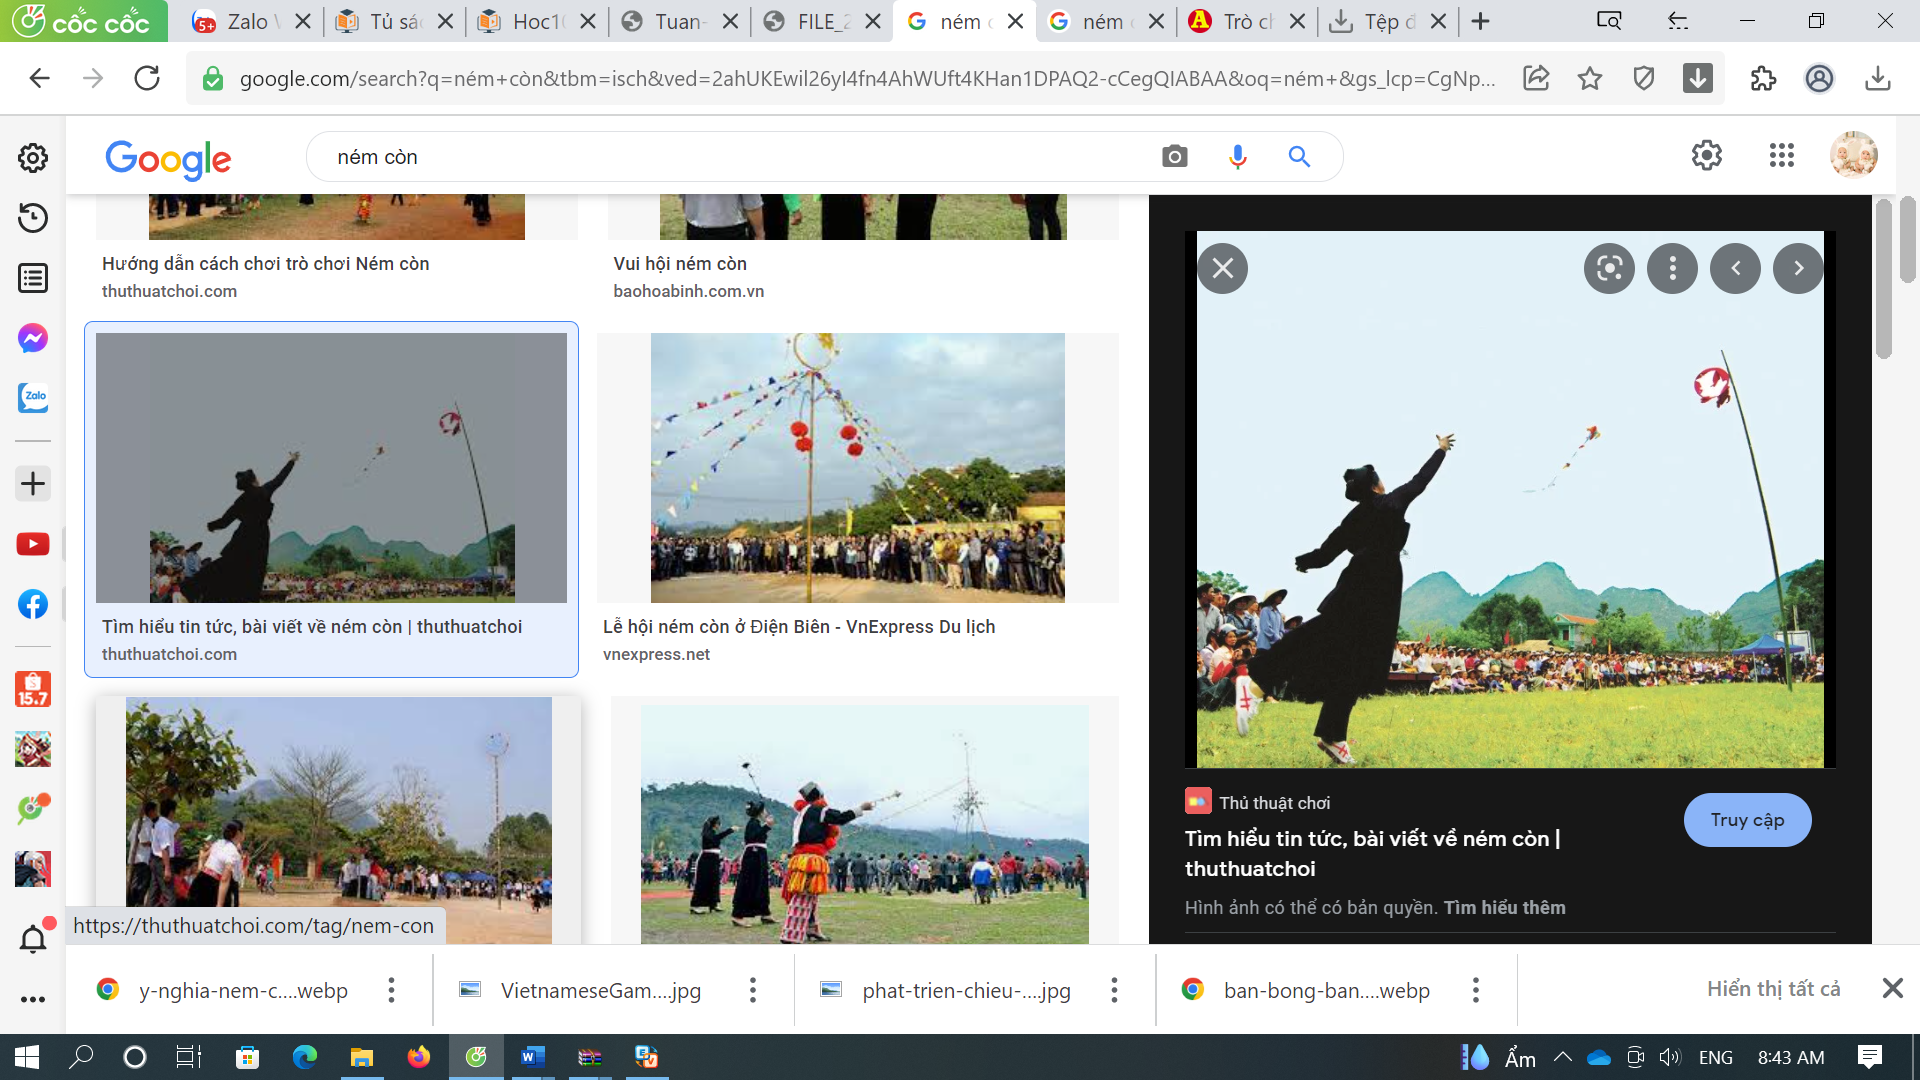 cốc cốc
Zalo
Tủ sác
Hoc10
Tuan-
FILE_2
ném c
ném c
Trò ch
Tệp đ
google.com/search?q=ném+còn&tbm=isch&ved=2ahUKEwil26yl4fn4AhWUft4KHan1DPAQ2-cCegQIABAA&oq=ném+&gs_lcp=CgNp...
Google
ném còn
Hướng dẫn cách chơi trò chơi Ném còn
thuthuatchoi.com
Vui hội ném còn
baohoabinh.com.vn
Zalo
Tìm hiểu tin tức, bài viết về ném còn | thuthuatchoi
thuthuatchoi.com
Lễ hội ném còn ở Điện Biên - VnExpress Du lịch
vnexpress.net
15.7
Thủ thuật chơi
Tìm hiểu tin tức, bài viết về ném còn |
thuthuatchoi
Truy cập
Hình ảnh có thể có bản quyền. Tìm hiểu thêm
https://thuthuatchoi.com/tag/nem-con
y-nghia-nem-c....webp
VietnameseGam....jpg
phat-trien-chieu-....jpg
ban-bong-ban....webp
Hiển thị tất cả
Ẩm
ENG
8:43 AM